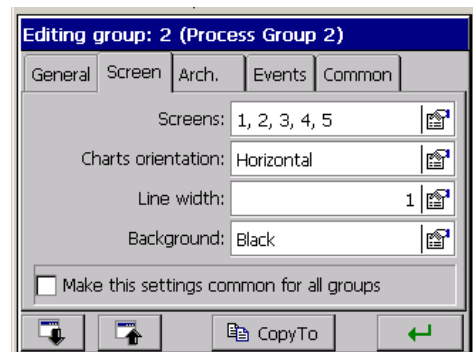 Editing group: 2 (Process Group 2)
General Screen Arch. Events Common
Screens: 1, 2, 3, 4, 5
Charts orientation: Horizontal
Line width: 1
Background: Black
Make this settings common for all groups
CopyTo